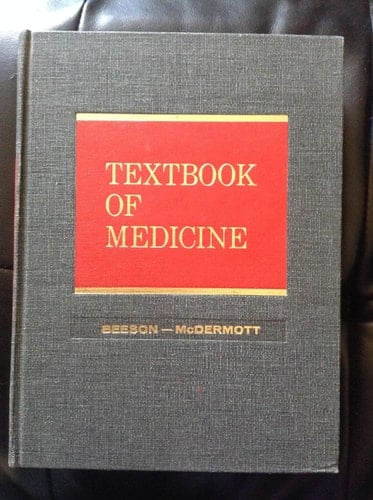 TEXTBOOK
OF
MEDICINE
BEESON — McDERMOTT